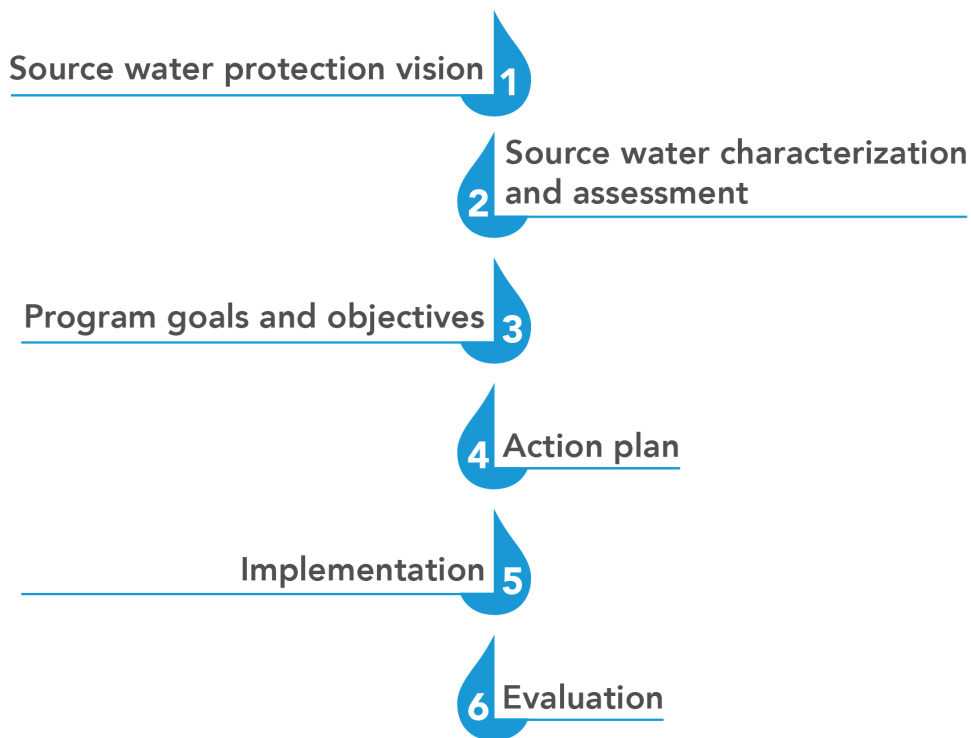 Source water protection vision 1
2 Source water characterization
and assessment
Program goals and objectives 3
4 Action plan
Implementation 5
6 Evaluation